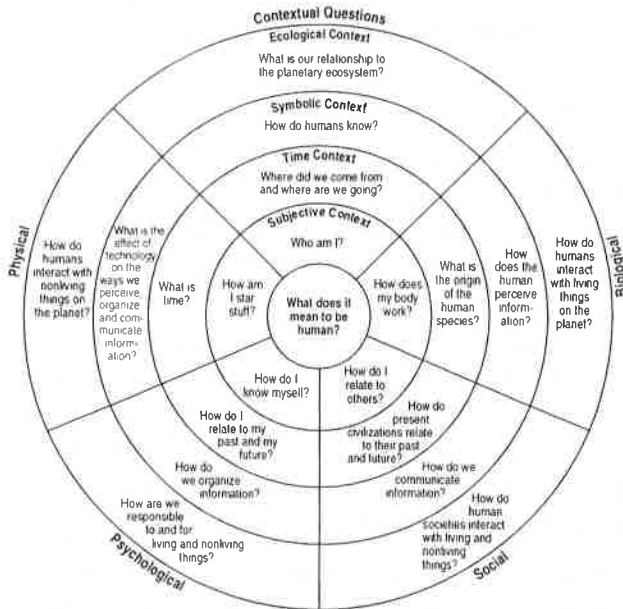 Contextual Questions
Ecological Context
What is our relationship
to the planetary ecosystem?
Symbolic Context
How do humans know?
Time Context
Where did we come from
and where are we going?
Subjective Context
Who am I?
What does it
mean to be
human?
Physical
How do
humans
interact with
nonliving
things on
the planet?
What is the
effect of
technology
on the
ways we
perceive,
organize
and com-
municate
inform-
ation?
What is
time?
How am
I star
stuff?
How does
my body
work?
What is
the origin
of the
human
species?
How
does the
human
perceive
inform-
ation?
How do
humans
interact
with living
things
on the
planet?
Biological
How do I
know myself?
How do I
relate to
others?
How do I
relate to my
past and my
future?
How do
present
civilizations relate
to their past
and future?
How do
we organize
information?
How do we
communicate
information?
How are we
responsible
to and for
living and nonliving
things?
How do
human
societies interact
with living and
nonliving
things?
Psychological
Social